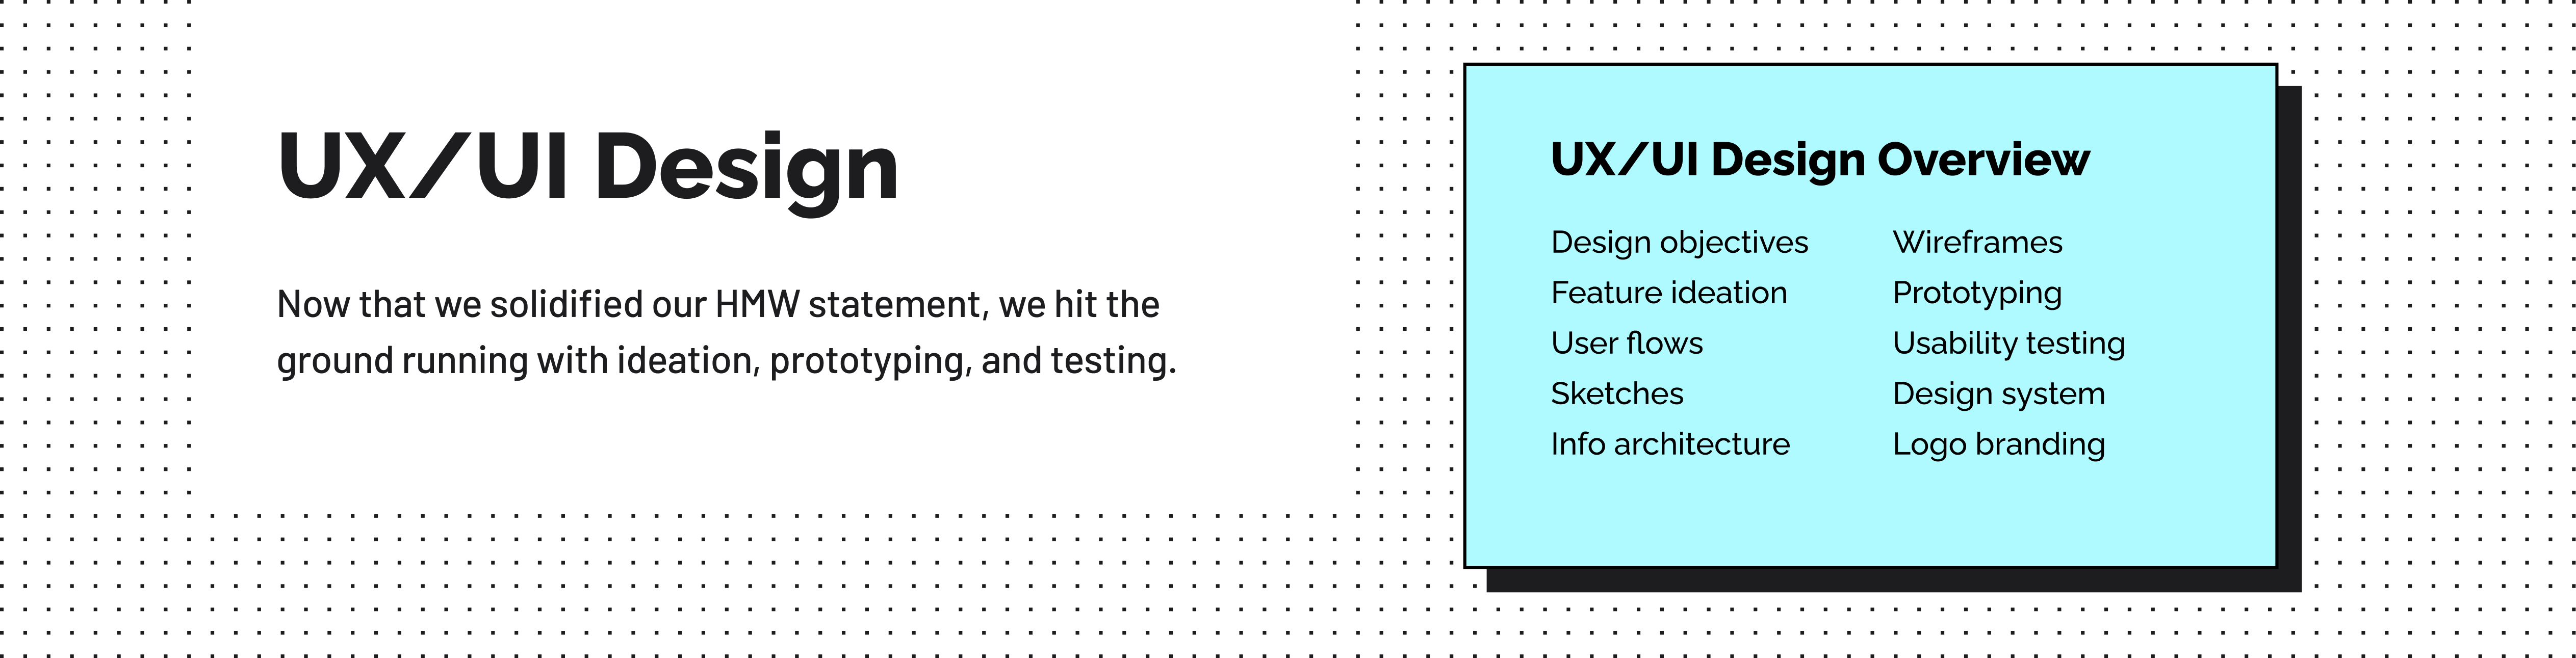 UX/UI Design
Now that we solidified our HMW statement, we hit the
ground running with ideation, prototyping, and testing.
UX/UI Design Overview
Design objectives
Feature ideation
User flows
Sketches
Info architecture
Wireframes
Prototyping
Usability testing
Design system
Logo branding